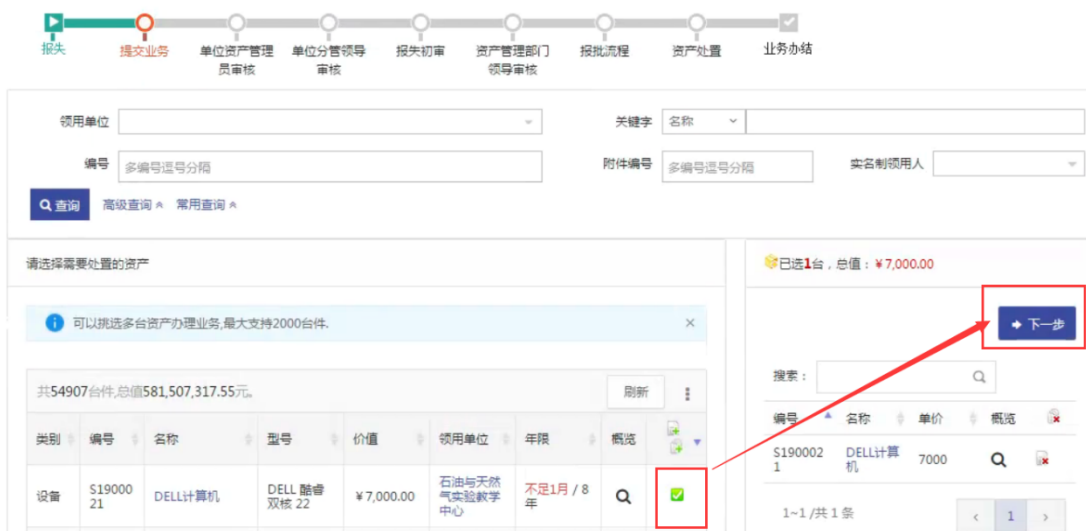 报失
提交业务
单位资产管理
员审核
单位分管领导
审核
报失初审
资产管理部门
领导审核
报批流程
资产处置
业务办结
领用单位
关键字 名称
编号 多编号逗号分隔
附件编号 多编号逗号分隔
实名制领用人
查询 高级查询 常用查询
请选择需要处置的资产
可以挑选多台资产办理业务,最大支持2000台件.
共54907台件,总值581,507,317.55元。
刷新
类别 编号 名称 型号 价值 领用单位 年限 概览
设备
S19000
21
DELL计算机
DELL 酷睿
双核 22
¥7,000.00
石油与天然
气实验教学
中心
不足1月 / 8
年
已选1台，总值：¥7,000.00
下一步
搜索：
编号 名称 单价 概览
S190002
1
DELL计算
机
7000
1~1 /共 1 条
1